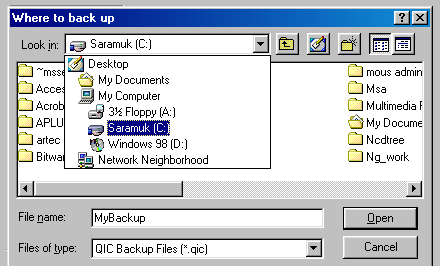 Where to back up
Look in: Saramuk (C:)
Desktop
My Documents
My Computer
3½ Floppy (A:)
Saramuk (C:)
Windows 98 (D:)
Network Neighborhood
~msse
Acces
Acrob
APLU
artec
Bitwar
mous admin
Msa
Multimedia F
My Docume
Ncdtree
Ng_work
File name: MyBackup
Open
Files of type: QIC Backup Files (*.qic)
Cancel